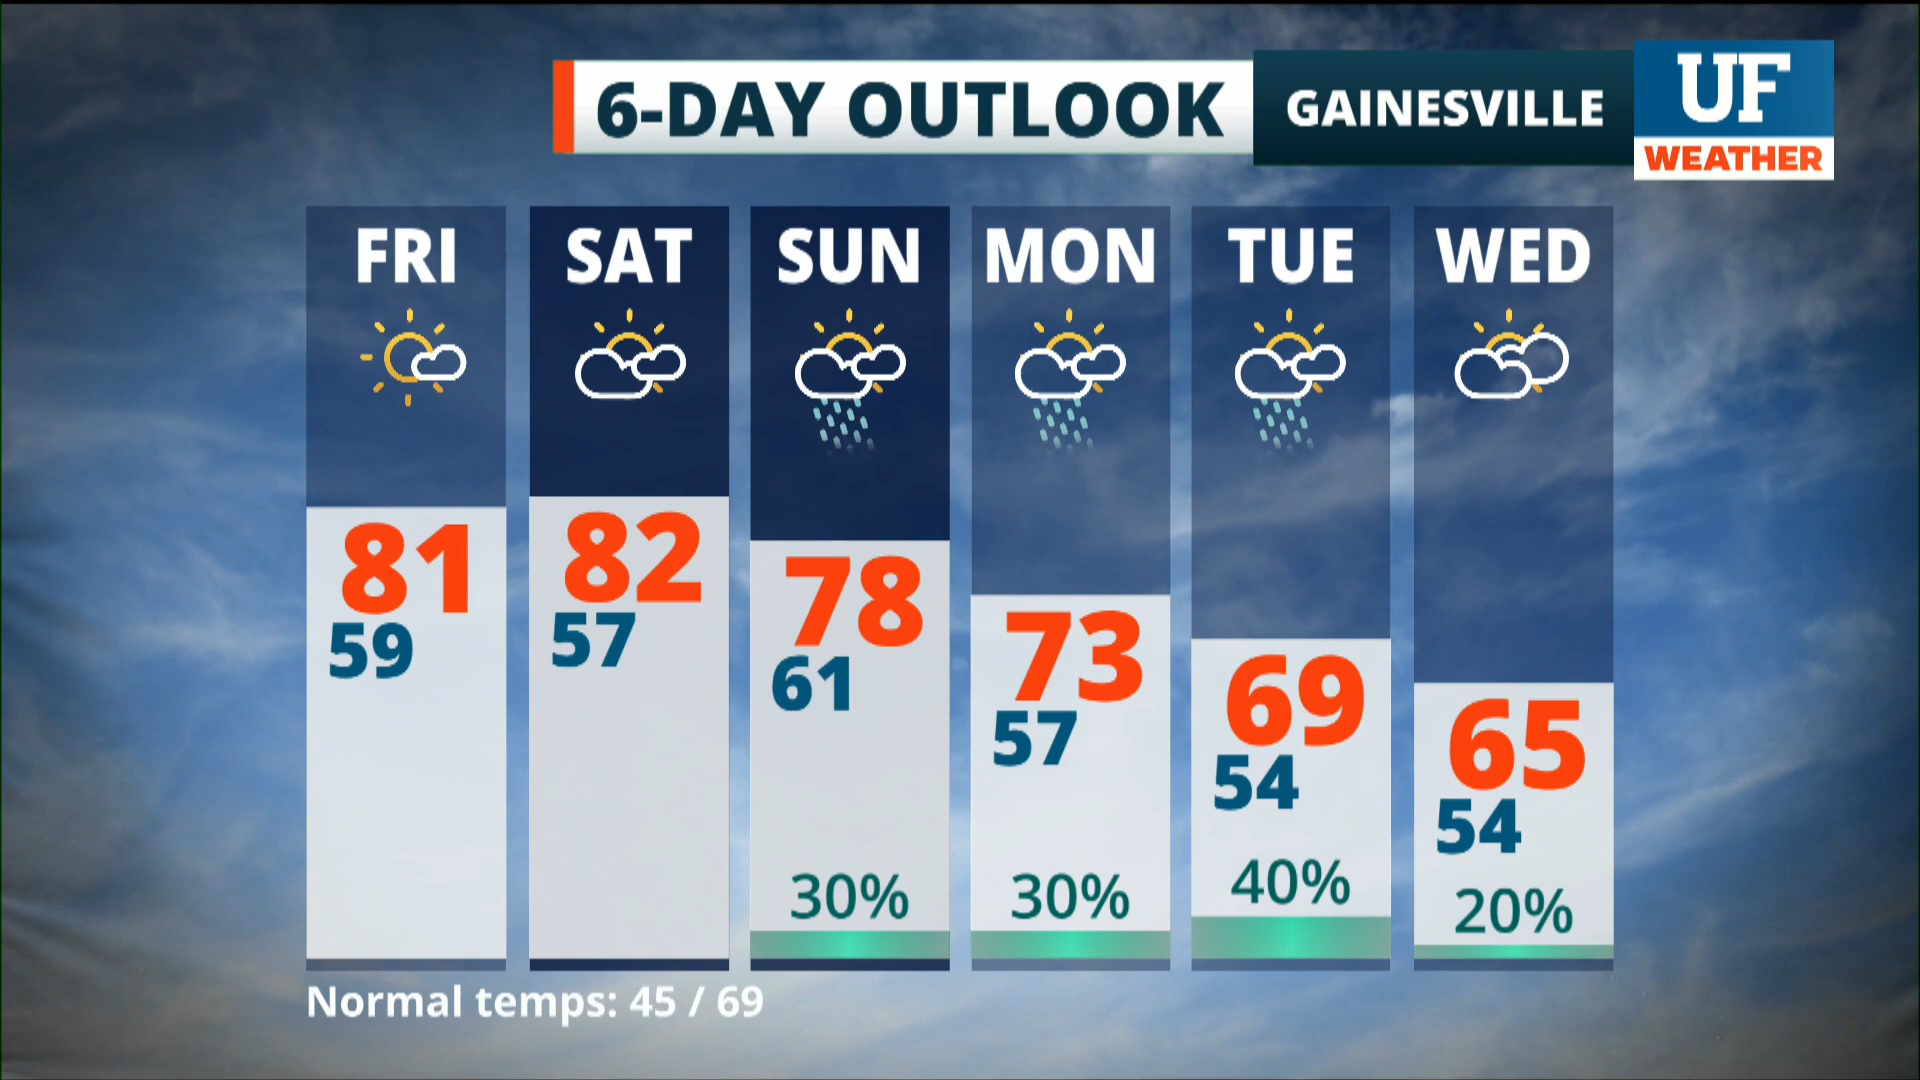 6-DAY OUTLOOK
GAINESVILLE
UF
WEATHER
FRI
SAT
SUN
MON
TUE
WED
81
59
82
57
78
61
30%
73
57
30%
69
54
40%
65
54
20%
Normal temps: 45 / 69